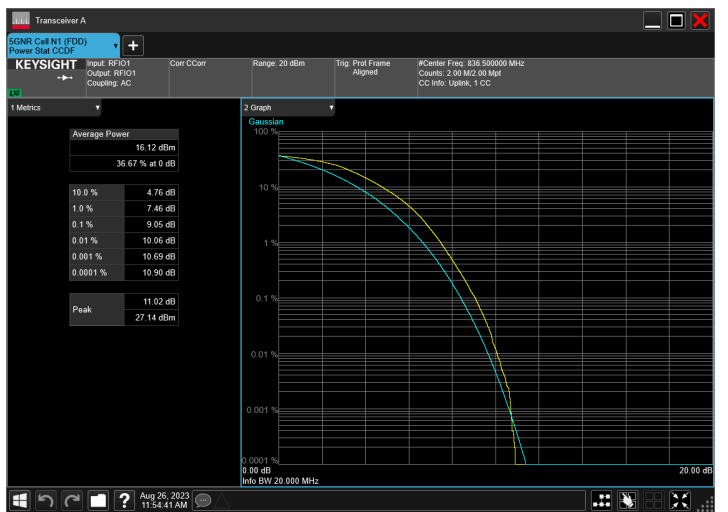 Transceiver A
5GNR Cell N1 (FDD)
Power Stat CCDF
KEYSIGHT
Input: RFIO1
Output: RFIO1
Coupling: AC
Corr CCorr
Range: 20 dBm
Trig: Prot Frame
Aligned
#Center Freq: 836.500000 MHz
Counts: 2.00 M/2.00 Mpt
CC Info: Uplink, 1 CC
LXI
1 Metrics
Average Power
16.12 dBm
36.67 % at 0 dB
10.0 % 4.76 dB
1.0 % 7.46 dB
0.1 % 9.05 dB
0.01 % 10.06 dB
0.001 % 10.69 dB
0.0001 % 10.90 dB
Peak
11.02 dB
27.14 dBm
2 Graph
Gaussian
100 %
10 %
1 %
0.1 %
0.01 %
0.001 %
0.0001 %
0.00 dB
20.00 dB
Info BW 20.000 MHz
?
Aug 26, 2023
11:54:41 AM